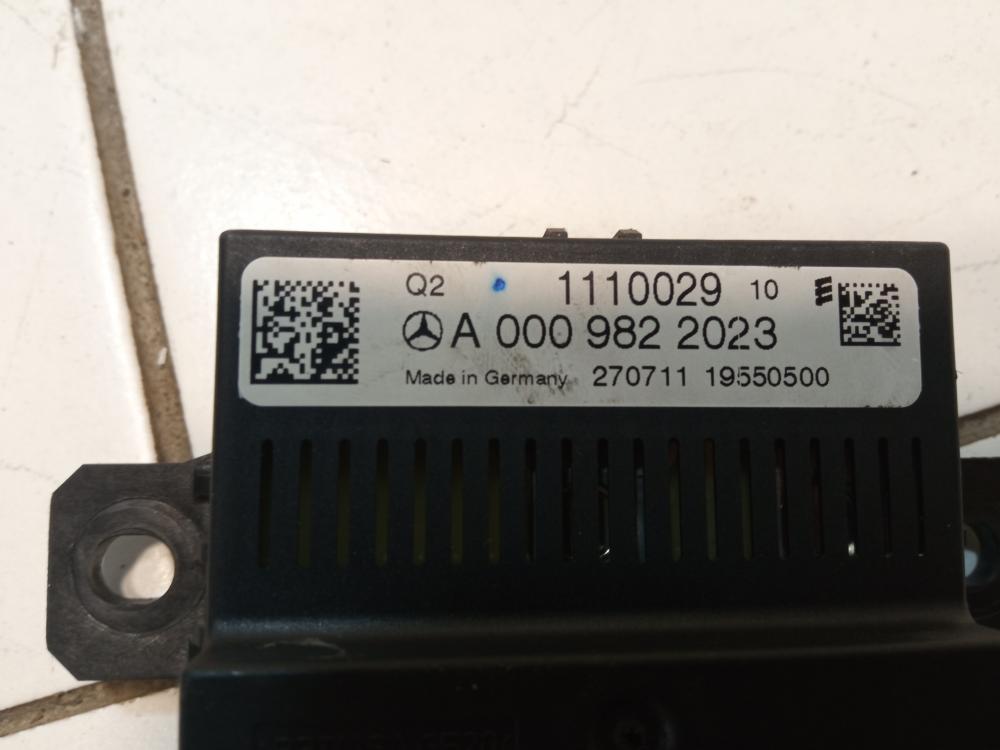 Q2 1110029 10
A 000 982 2023
Made in Germany 270711 19550500